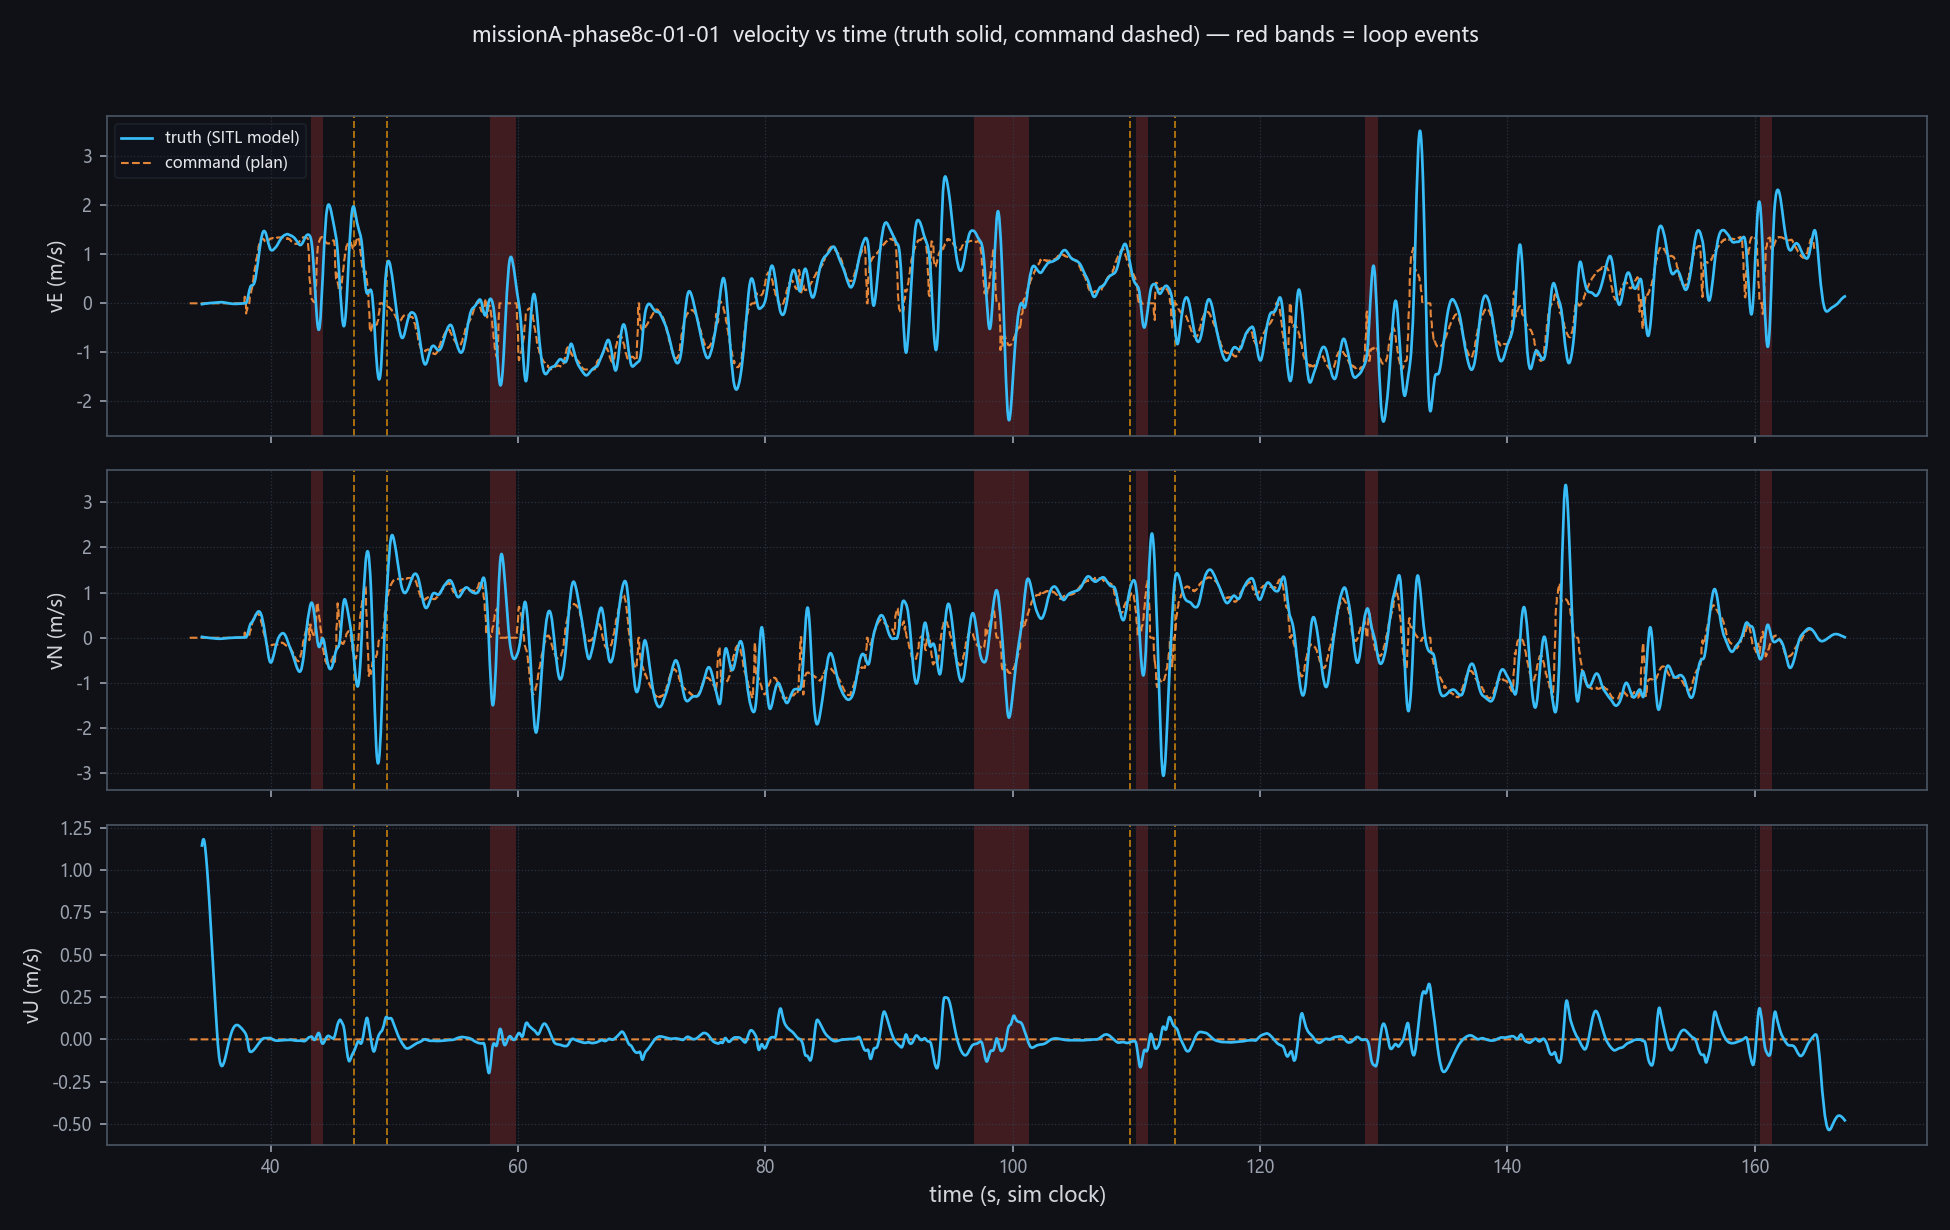 missionA-phase8c-01-01  velocity vs time (truth solid, command dashed) — red bands = loop events
truth (SITL model)
command (plan)
vE (m/s)
3
2
1
0
-1
-2
vN (m/s)
3
2
1
0
-1
-2
-3
vU (m/s)
1.25
1.00
0.75
0.50
0.25
0.00
-0.25
-0.50
40 60 80 100 120 140 160
time (s, sim clock)